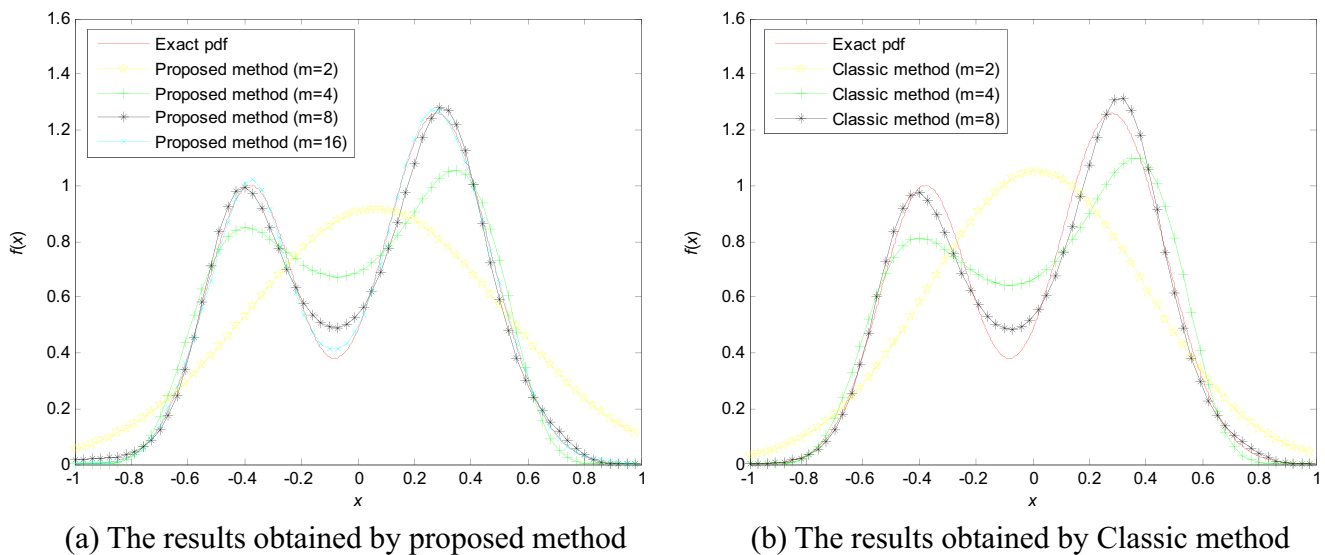 1.6
1.4
1.2
1
0.8
0.6
0.4
0.2
0
f(x)
Exact pdf
Proposed method (m=2)
Proposed method (m=4)
Proposed method (m=8)
Proposed method (m=16)
-1 -0.8 -0.6 -0.4 -0.2 0 0.2 0.4 0.6 0.8 1
x
(a) The results obtained by proposed method
1.6
1.4
1.2
1
0.8
0.6
0.4
0.2
0
f(x)
Exact pdf
Classic method (m=2)
Classic method (m=4)
Classic method (m=8)
-1 -0.8 -0.6 -0.4 -0.2 0 0.2 0.4 0.6 0.8 1
x
(b) The results obtained by Classic method